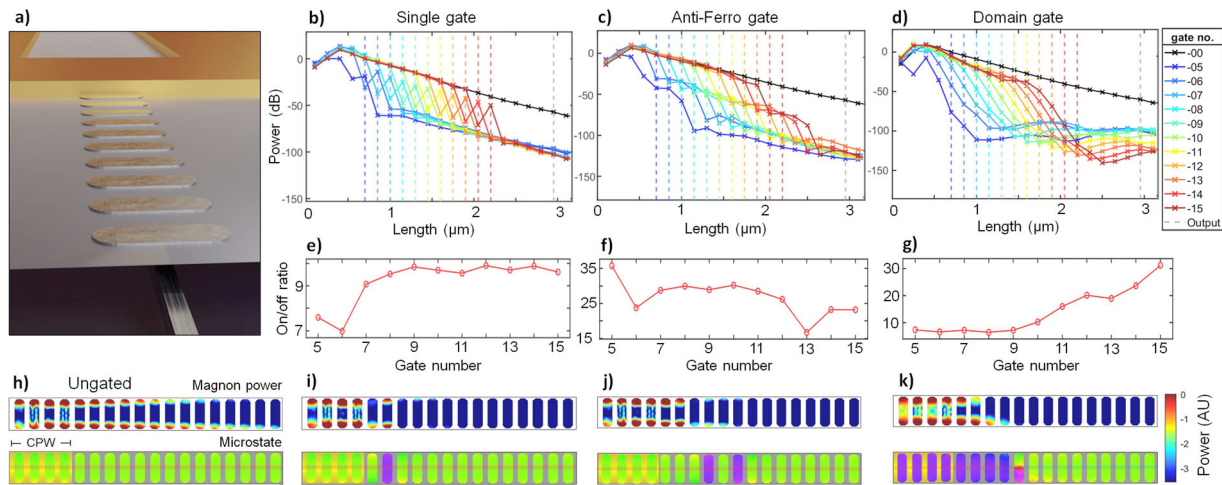 a)
b) Single gate
c) Anti-Ferro gate
d) Domain gate
gate no.
-00
-05
-06
-07
-08
-09
-10
-11
-12
-13
-14
-15
Output
Power (dB)
0
-50
-100
-150
0 1 2 3
Length (μm)
0
-50
-100
-150
0 1 2 3
Length (μm)
0
-50
-100
-150
0 1 2 3
Length (μm)
e)
On/off ratio
9
7
5 7 9 11 13 15
Gate number
f)
35
25
15
5 7 9 11 13 15
Gate number
g)
30
20
10
5 7 9 11 13 15
Gate number
h) Ungated Magnon power
CPW Microstate
i)
j)
k)
0
-1
-2
-3
Power (AU)